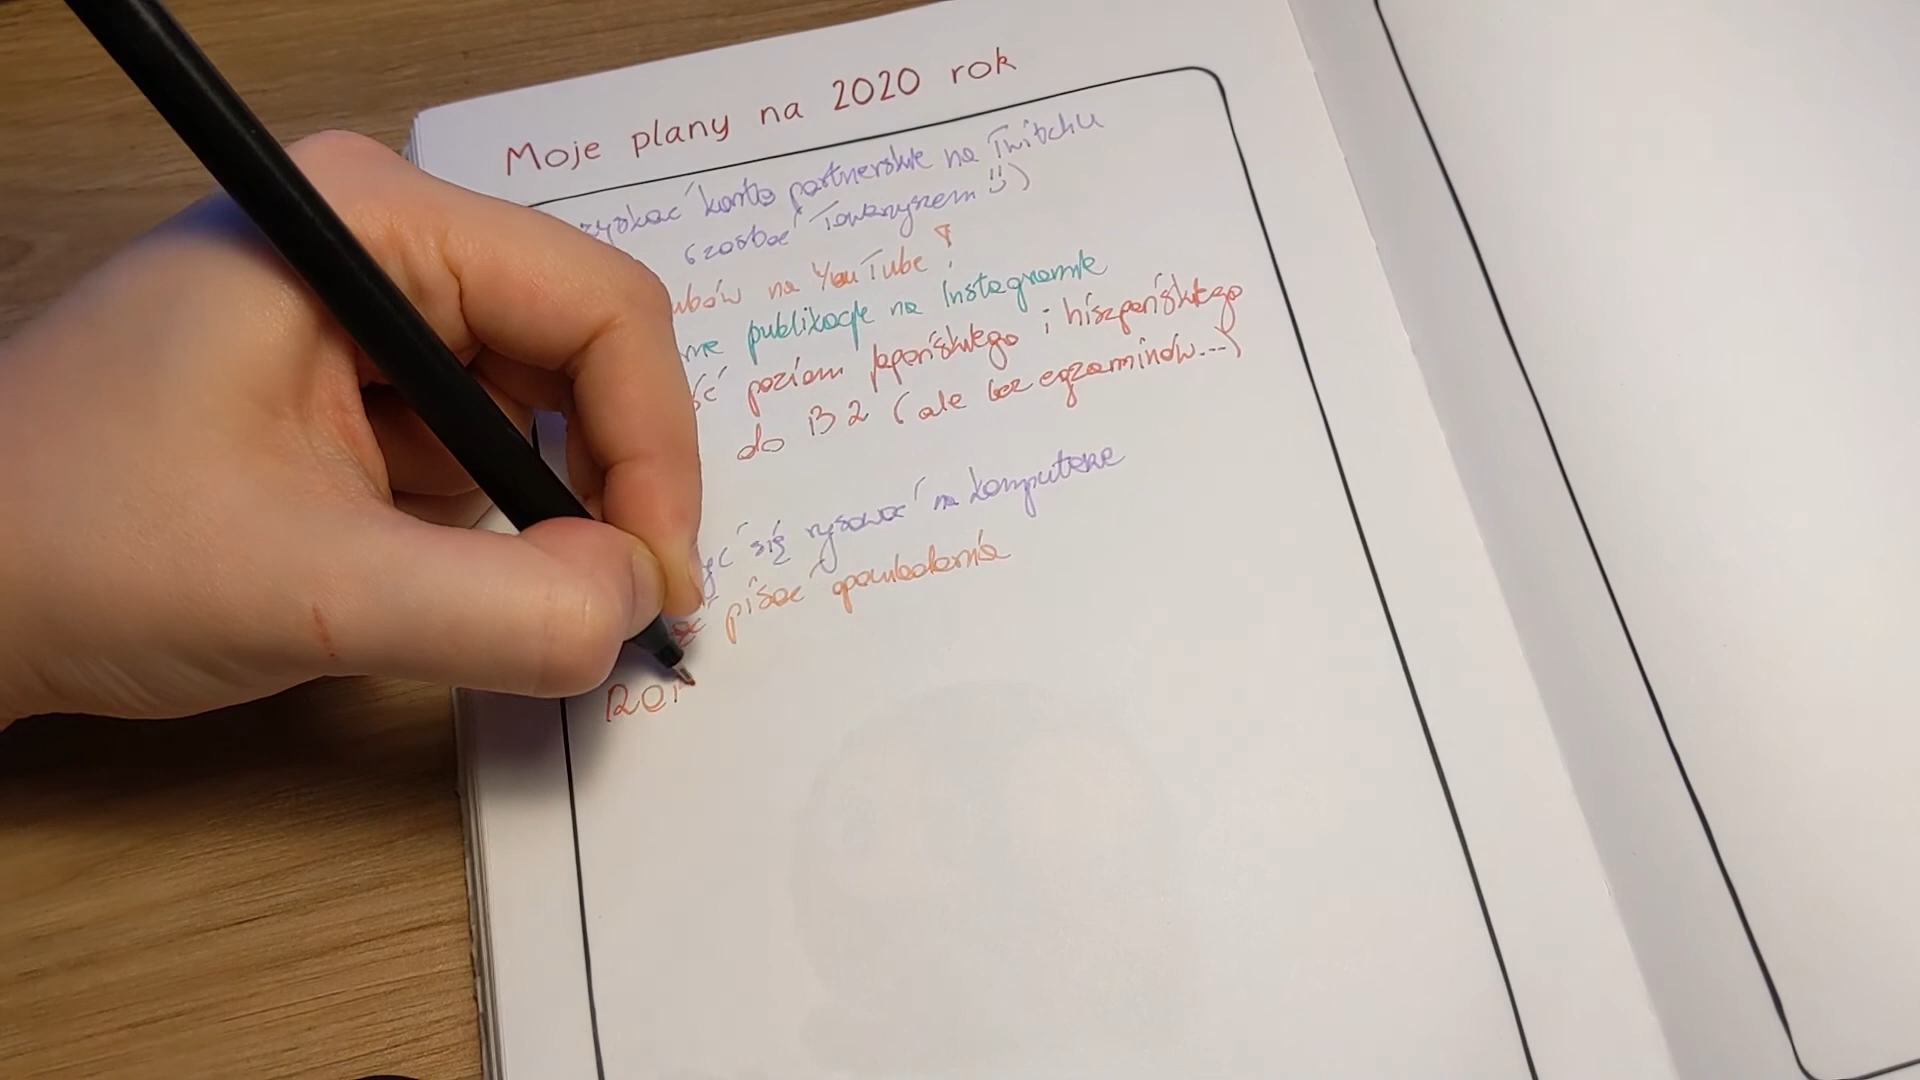 Moje plany na 2020 rok
konto partnerskie na Twitchu
(zostać Towarzyszem :))
na YouTube!
publikacje na Instagramie
poziom japońskiego i hiszpańskiego
do B2 (ale bez egzaminów...)
się rysować na komputerze
pisać opowiadania